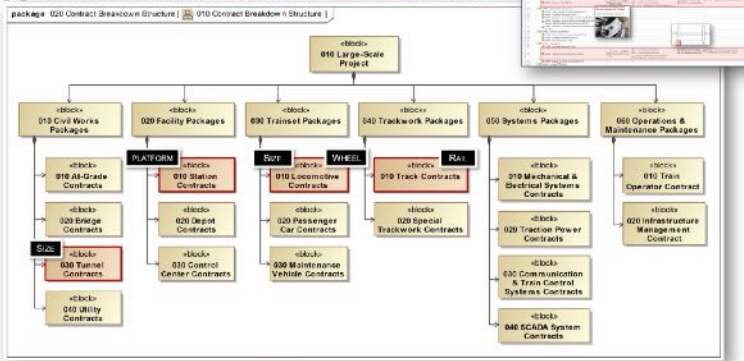 package 020 Contract Breakdown Structure [ 010 Contract Breakdown Structure ]
«block»
010 Large-Scale
Project
«block»
010 Civil Works
Packages
«block»
020 Facility Packages
«block»
030 Trainset Packages
«block»
040 Trackwork Packages
«block»
050 Systems Packages
«block»
060 Operations &
Maintenance Packages
PLATFORM
SIZE
WHEEL
RAIL
«block»
010 At-Grade
Contracts
«block»
010 Station
Contracts
«block»
010 Locomotive
Contracts
«block»
010 Track Contracts
«block»
010 Mechanical &
Electrical Systems
Contracts
«block»
010 Train
Operator Contract
«block»
020 Bridge
Contracts
«block»
020 Depot
Contracts
«block»
020 Passenger
Car Contracts
«block»
020 Special
Trackwork Contracts
«block»
020 Traction Power
Contracts
«block»
020 Infrastructure
Management
Contract
SIZE
«block»
030 Tunnel
Contracts
«block»
030 Control
Center Contracts
«block»
030 Maintenanse
Vehicle Contracts
«block»
030 Communication
& Train Control
Systems Contracts
«block»
040 Utility
Contracts
«block»
040 SCADA System
Contracts